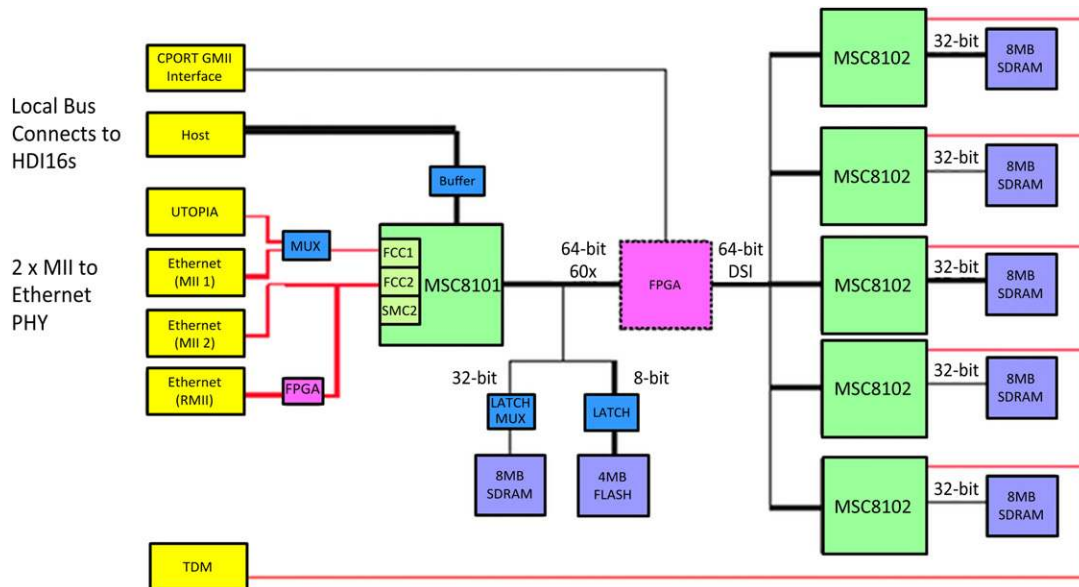 CPORT GMII
Interface
Local Bus
Connects to
HDI16s
Host
Buffer
UTOPIA
MUX
2 x MII to
Ethernet
PHY
Ethernet
(MII 1)
Ethernet
(MII 2)
Ethernet
(RMII)
FPGA
FCC1
FCC2
SMC2
MSC8101
64-bit
60x
FPGA
64-bit
DSI
32-bit
LATCH
MUX
8MB
SDRAM
8-bit
LATCH
4MB
FLASH
MSC8102
32-bit
8MB
SDRAM
MSC8102
32-bit
8MB
SDRAM
MSC8102
32-bit
8MB
SDRAM
MSC8102
32-bit
8MB
SDRAM
MSC8102
32-bit
8MB
SDRAM
TDM